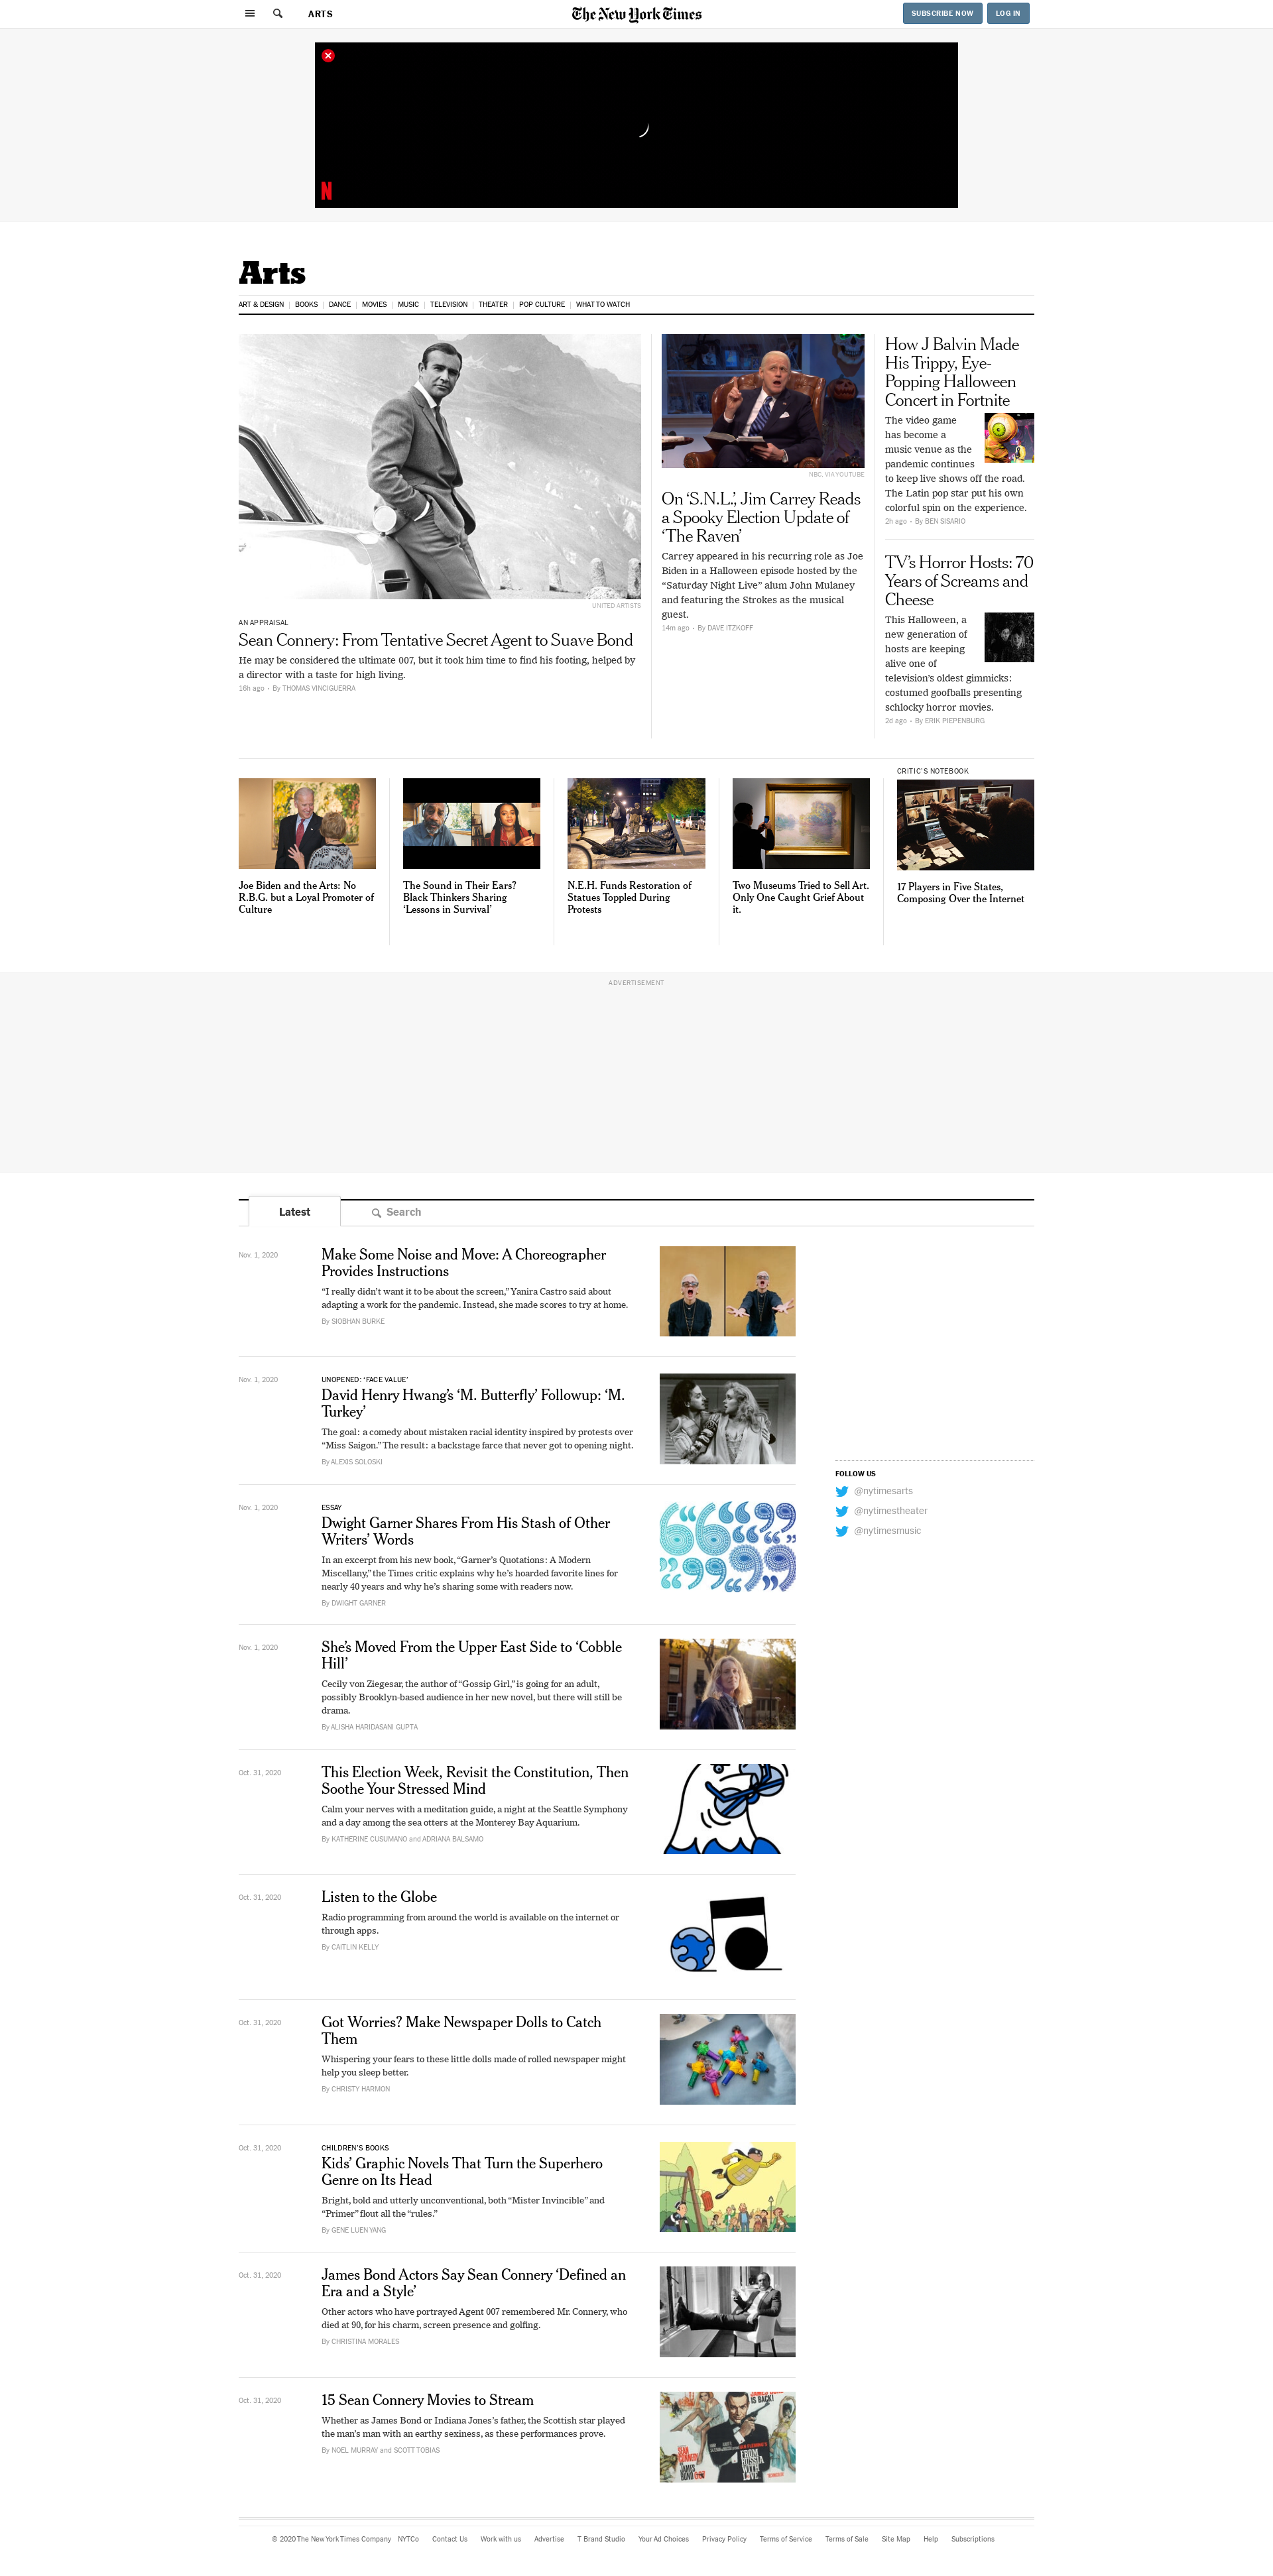 ARTS
The New York Times
SUBSCRIBE NOW
LOG IN
N
Arts
ART & DESIGN
BOOKS
DANCE
MOVIES
MUSIC
TELEVISION
THEATER
POP CULTURE
WHAT TO WATCH
UNITED ARTISTS
AN APPRAISAL
Sean Connery: From Tentative Secret Agent to Suave Bond
He may be considered the ultimate 007, but it took him time to find his footing, helped by
a director with a taste for high living.
16h ago • By THOMAS VINCIGUERRA
NBC, VIA YOUTUBE
On ‘S.N.L.’, Jim Carrey Reads
a Spooky Election Update of
‘The Raven’
Carrey appeared in his recurring role as Joe
Biden in a Halloween episode hosted by the
“Saturday Night Live” alum John Mulaney
and featuring the Strokes as the musical
guest.
14m ago • By DAVE ITZKOFF
How J Balvin Made
His Trippy, Eye-
Popping Halloween
Concert in Fortnite
The video game
has become a
music venue as the
pandemic continues
to keep live shows off the road.
The Latin pop star put his own
colorful spin on the experience.
2h ago • By BEN SISARIO
TV’s Horror Hosts: 70
Years of Screams and
Cheese
This Halloween, a
new generation of
hosts are keeping
alive one of
television’s oldest gimmicks:
costumed goofballs presenting
schlocky horror movies.
2d ago • By ERIK PIEPENBURG
Joe Biden and the Arts: No
R.B.G. but a Loyal Promoter of
Culture
The Sound in Their Ears?
Black Thinkers Sharing
‘Lessons in Survival’
N.E.H. Funds Restoration of
Statues Toppled During
Protests
Two Museums Tried to Sell Art.
Only One Caught Grief About
it.
CRITIC’S NOTEBOOK
17 Players in Five States,
Composing Over the Internet
ADVERTISEMENT
Latest
Search
Nov. 1, 2020
Make Some Noise and Move: A Choreographer
Provides Instructions
“I really didn’t want it to be about the screen,” Yanira Castro said about
adapting a work for the pandemic. Instead, she made scores to try at home.
By SIOBHAN BURKE
Nov. 1, 2020
UNOPENED: ‘FACE VALUE’
David Henry Hwang’s ‘M. Butterfly’ Followup: ‘M.
Turkey’
The goal: a comedy about mistaken racial identity inspired by protests over
“Miss Saigon.” The result: a backstage farce that never got to opening night.
By ALEXIS SOLOSKI
FOLLOW US
@nytimesarts
@nytimestheater
@nytimesmusic
Nov. 1, 2020
ESSAY
Dwight Garner Shares From His Stash of Other
Writers’ Words
In an excerpt from his new book, “Garner’s Quotations: A Modern
Miscellany,” the Times critic explains why he’s hoarded favorite lines for
nearly 40 years and why he’s sharing some with readers now.
By DWIGHT GARNER
Nov. 1, 2020
She’s Moved From the Upper East Side to ‘Cobble
Hill’
Cecily von Ziegesar, the author of “Gossip Girl,” is going for an adult,
possibly Brooklyn-based audience in her new novel, but there will still be
drama.
By ALISHA HARIDASANI GUPTA
Oct. 31, 2020
This Election Week, Revisit the Constitution, Then
Soothe Your Stressed Mind
Calm your nerves with a meditation guide, a night at the Seattle Symphony
and a day among the sea otters at the Monterey Bay Aquarium.
By KATHERINE CUSUMANO and ADRIANA BALSAMO
Oct. 31, 2020
Listen to the Globe
Radio programming from around the world is available on the internet or
through apps.
By CAITLIN KELLY
Oct. 31, 2020
Got Worries? Make Newspaper Dolls to Catch
Them
Whispering your fears to these little dolls made of rolled newspaper might
help you sleep better.
By CHRISTY HARMON
Oct. 31, 2020
CHILDREN’S BOOKS
Kids’ Graphic Novels That Turn the Superhero
Genre on Its Head
Bright, bold and utterly unconventional, both “Mister Invincible” and
“Primer” flout all the “rules.”
By GENE LUEN YANG
Oct. 31, 2020
James Bond Actors Say Sean Connery ‘Defined an
Era and a Style’
Other actors who have portrayed Agent 007 remembered Mr. Connery, who
died at 90, for his charm, screen presence and golfing.
By CHRISTINA MORALES
Oct. 31, 2020
15 Sean Connery Movies to Stream
Whether as James Bond or Indiana Jones’s father, the Scottish star played
the man’s man with an earthy sexiness, as these performances prove.
By NOEL MURRAY and SCOTT TOBIAS
IS BACK!
SEAN
CONNERY
JAMES
FROM
RUSSIA
LOVE
© 2020 The New York Times Company
NYTCo
Contact Us
Work with us
Advertise
T Brand Studio
Your Ad Choices
Privacy Policy
Terms of Service
Terms of Sale
Site Map
Help
Subscriptions